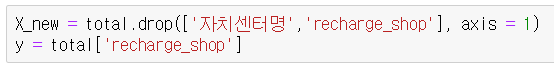 X_new = total.drop(['자치센터명','recharge_shop'], axis = 1)
y = total['recharge_shop']